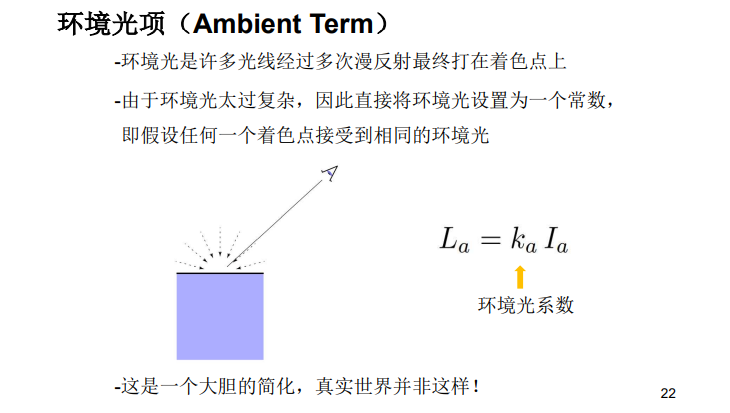 环境光项（Ambient Term）
-环境光是许多光线经过多次漫反射最终打在着色点上
-由于环境光太过复杂，因此直接将环境光设置为一个常数，
即假设任何一个着色点接受到相同的环境光
L_a = k_a I_a
环境光系数
-这是一个大胆的简化，真实世界并非这样！
22